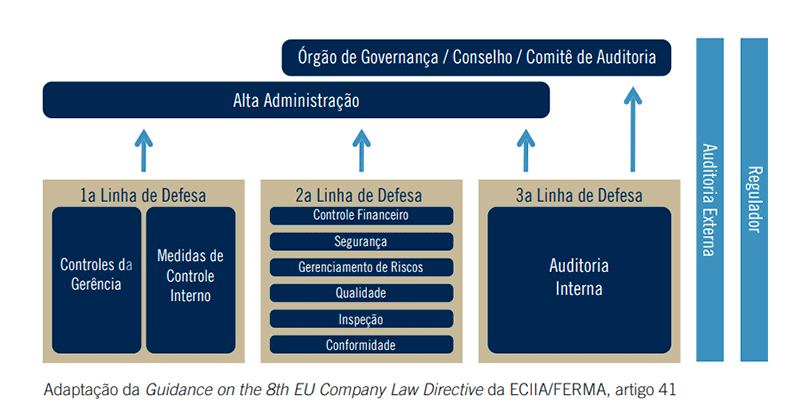 Órgão de Governança / Conselho / Comitê de Auditoria
Alta Administração
1a Linha de Defesa
Controles da
Gerência
Medidas de
Controle
Interno
2a Linha de Defesa
Controle Financeiro
Segurança
Gerenciamento de Riscos
Qualidade
Inspeção
Conformidade
3a Linha de Defesa
Auditoria
Interna
Auditoria Externa
Regulador
Adaptação da Guidance on the 8th EU Company Law Directive da ECIIA/FERMA, artigo 41